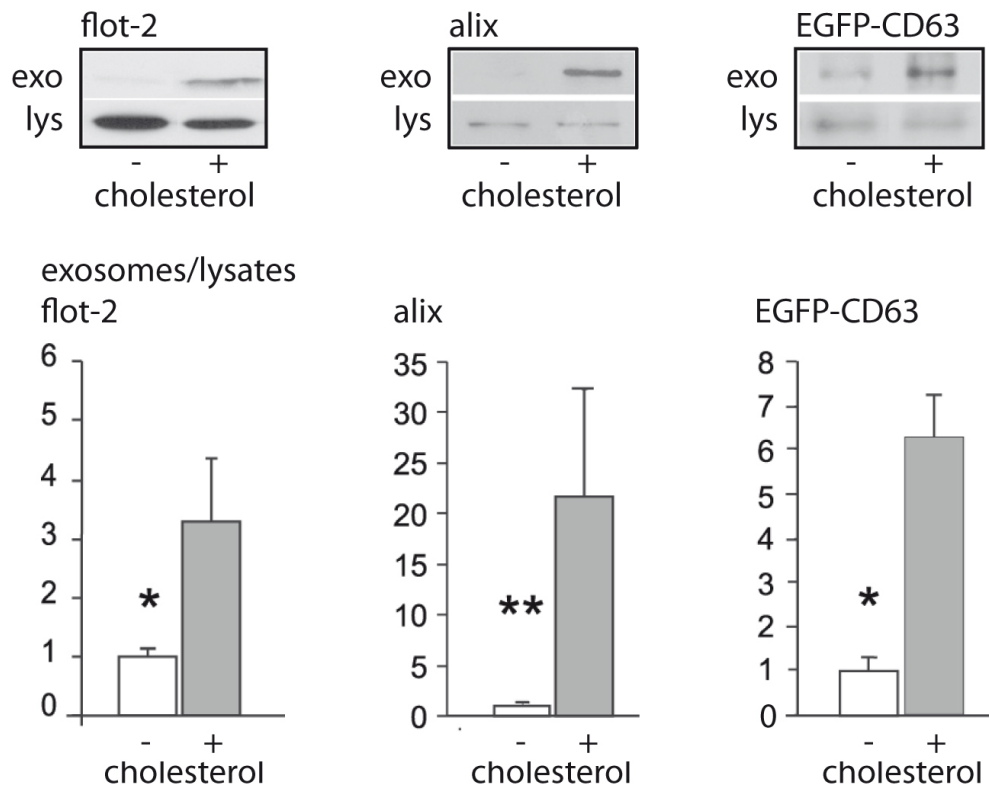 flot-2 alix EGFP-CD63
exo exo exo
lys lys lys
- + - + - +
cholesterol cholesterol cholesterol
exosomes/lysates
flot-2 alix EGFP-CD63
6 35 8
5 30 7
4 25 6
3 20 5
2 15 4
1 10 3
0 5 2
0 1
0
* ** *
- + - + - +
cholesterol cholesterol cholesterol